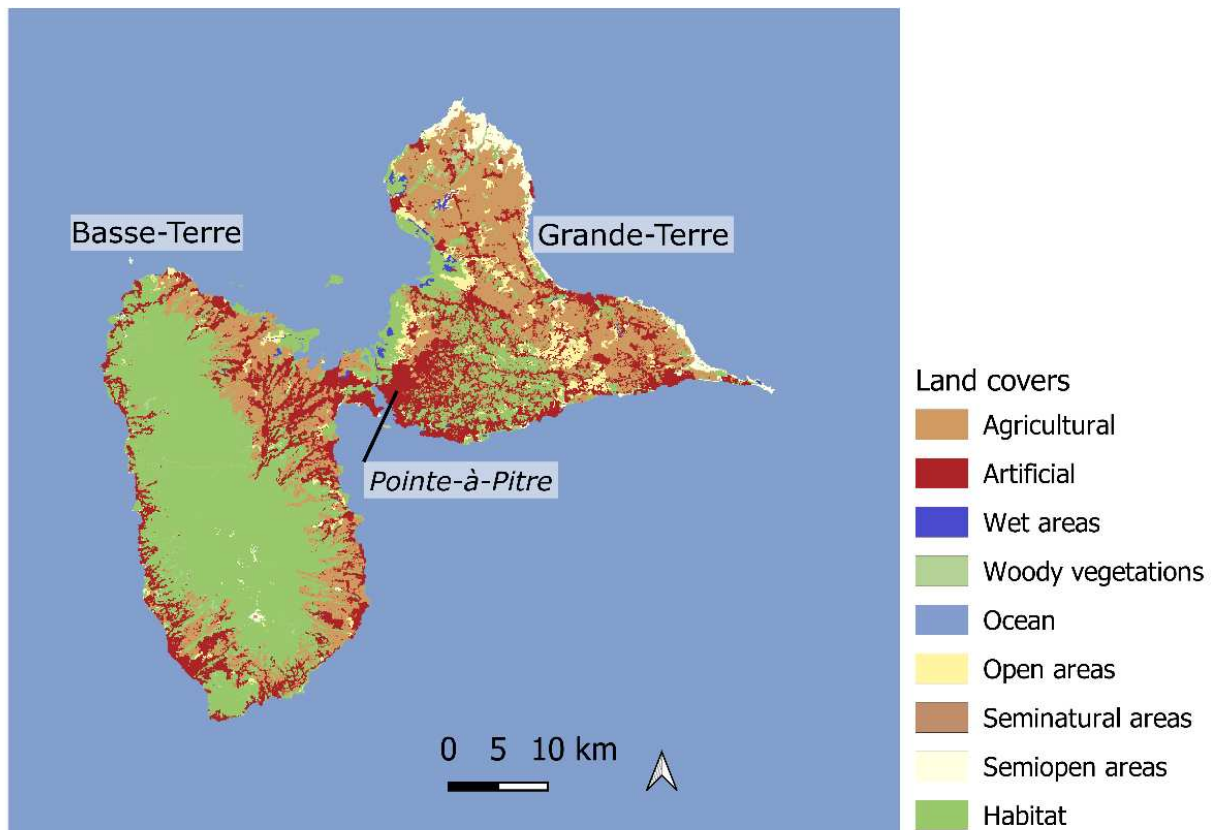 Basse-Terre
Grande-Terre
Pointe-à-Pitre
0 5 10 km
Land covers
Agricultural
Artificial
Wet areas
Woody vegetations
Ocean
Open areas
Seminatural areas
Semiopen areas
Habitat